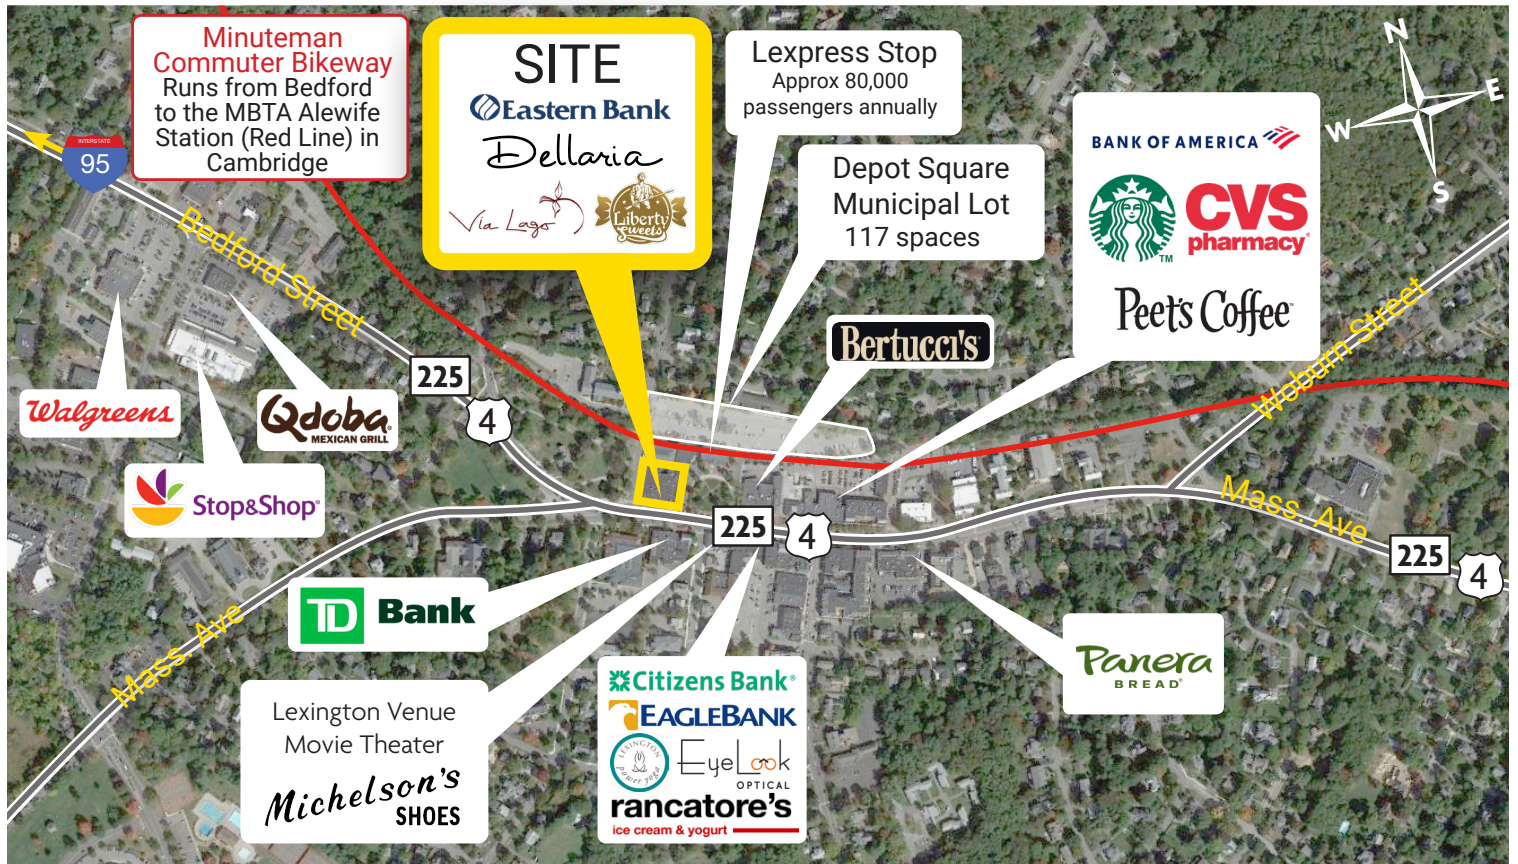 Minuteman
Commuter Bikeway
Runs from Bedford
to the MBTA Alewife
Station (Red Line) in
Cambridge
INTERSTATE
95
SITE
Eastern Bank
Dellaria
Via Lago
Liberty
Sweets
Lexpress Stop
Approx 80,000
passengers annually
Depot Square
Municipal Lot
117 spaces
BANK OF AMERICA
TM
CVS
pharmacy
Peet's Coffee
N
E
W
S
Bedford Street
225
4
Bertucci's
Woburn Street
Walgreens
Qdoba
MEXICAN GRILL
Stop&Shop
225
4
Mass. Ave
225
4
TD Bank
Mass. Ave
Lexington Venue
Movie Theater
Michelson's
SHOES
Citizens Bank
EAGLEBANK
LEXINGTON
power yoga
EyeLook
OPTICAL
rancatore's
ice cream & yogurt
Panera
BREAD